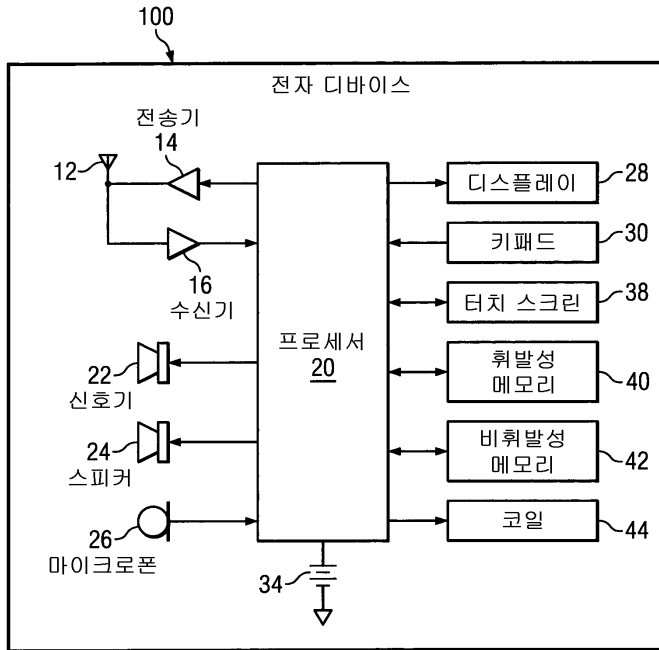 100
전자 디바이스
전송기
14
12
16
수신기
22
신호기
24
스피커
26
마이크로폰
프로세서
20
34
디스플레이
28
키패드
30
터치 스크린
38
휘발성
메모리
40
비휘발성
메모리
42
코일
44